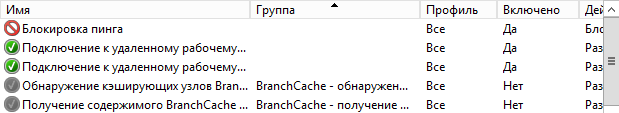 Имя Группа Профиль Включено Дей
Блокировка пинга Все Да Бло
Подключение к удаленному рабочему... Все Да Раз
Подключение к удаленному рабочему... Все Да Раз
Обнаружение кэширующих узлов Bran... BranchCache - обнаружен... Все Нет Раз
Получение содержимого BranchCache ... BranchCache - получение ... Все Нет Раз